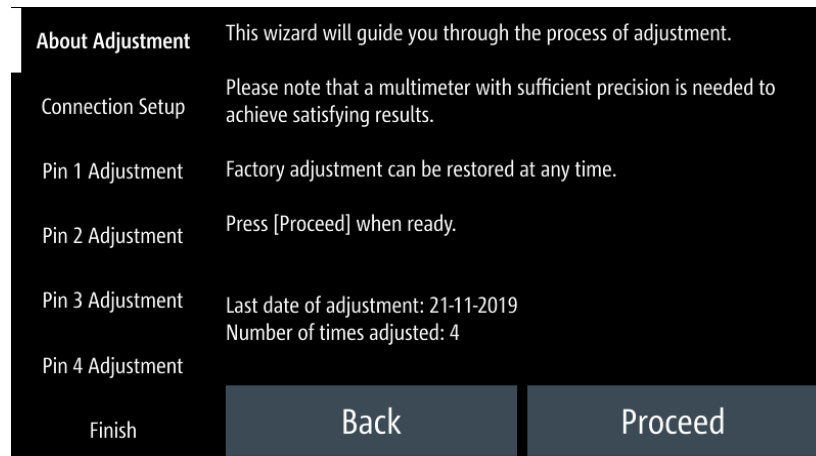 About Adjustment
Connection Setup
Pin 1 Adjustment
Pin 2 Adjustment
Pin 3 Adjustment
Pin 4 Adjustment
Finish
This wizard will guide you through the process of adjustment.
Please note that a multimeter with sufficient precision is needed to
achieve satisfying results.
Factory adjustment can be restored at any time.
Press [Proceed] when ready.
Last date of adjustment: 21-11-2019
Number of times adjusted: 4
Back
Proceed